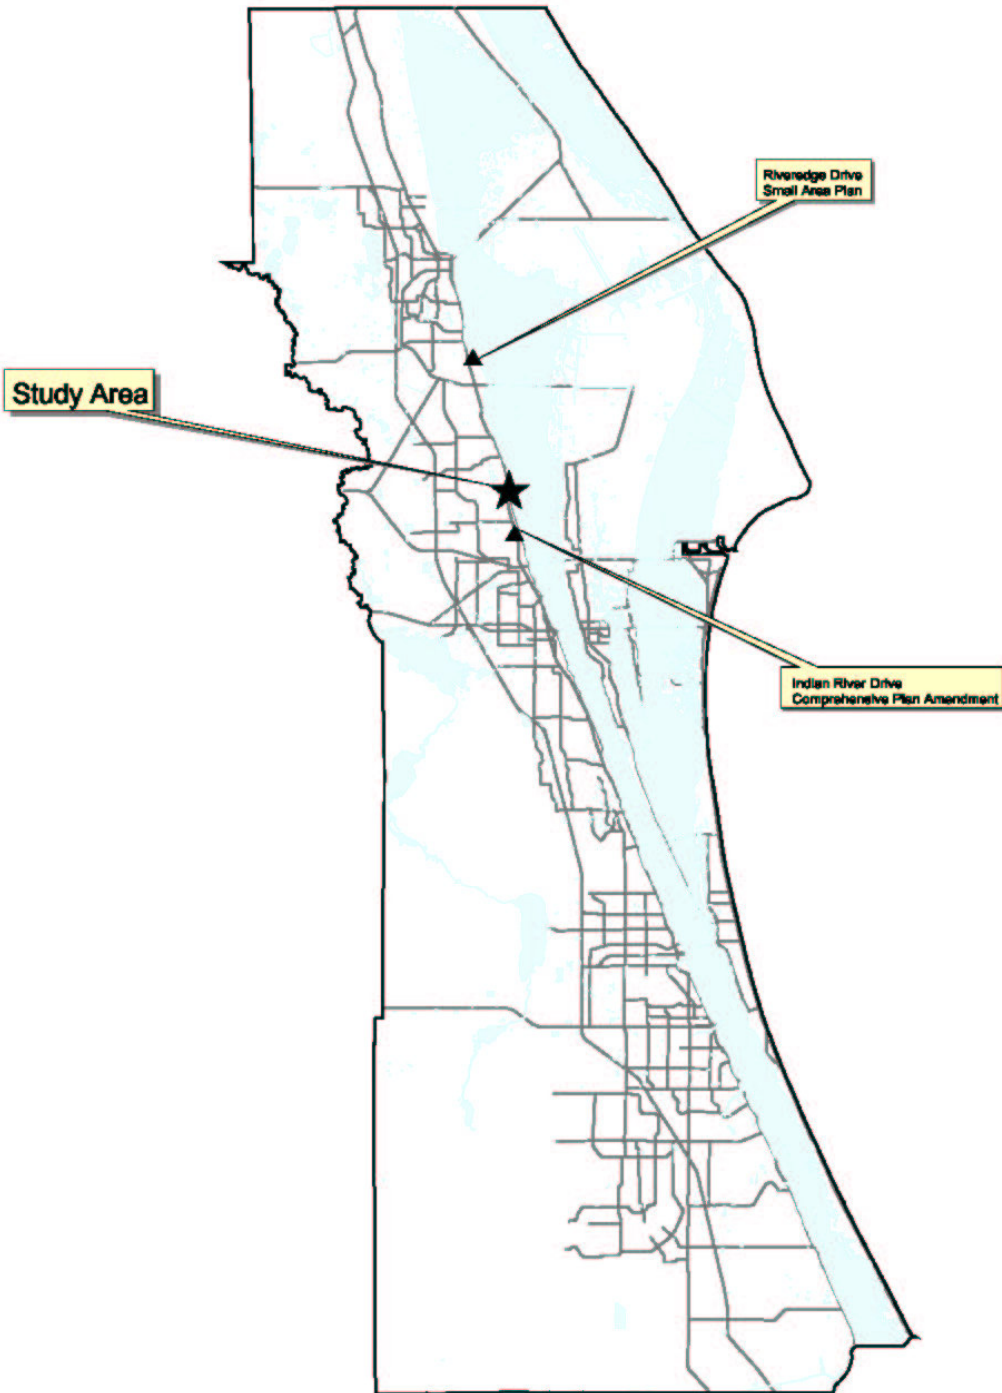 Riveredge Drive
Small Area Plan
Study Area
Indian River Drive
Comprehensive Plan Amendment